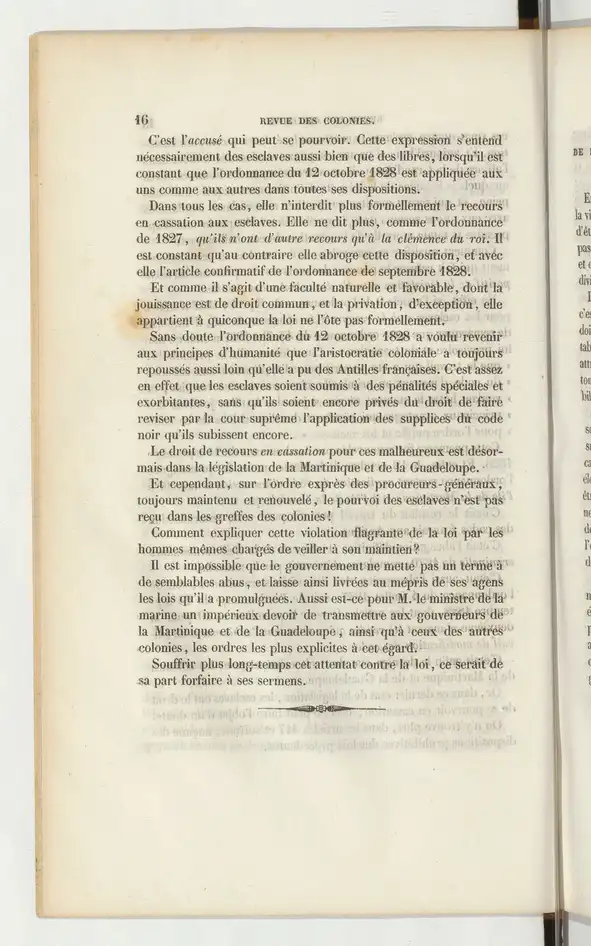 16 REVUE DES COLONIES.
C'est l'accusé qui peut se pourvoir. Cette expression s'entend
nécessairement des esclaves aussi bien que des libres, lorsqu'il est
constant que l'ordonnance du 12 octobre 1828 est appliquée aux
uns comme aux autres dans toutes ses dispositions.
Dans tous les cas, elle n'interdit plus formellement le recours
en cassation aux esclaves. Elle ne dit plus, comme l'ordonnance
de 1827, qu'ils n'ont d'autre recours qu'à la clémence du roi. Il
est constant qu'au contraire elle abroge cette disposition, et avec
elle l'article confirmatif de l'ordonnance de septembre 1828.
Et comme il s'agit d'une faculté naturelle et favorable, dont la
jouissance est de droit commun, et la privation, d'exception, elle
appartient à quiconque la loi ne l'ôte pas formellement.
Sans doute l'ordonnance du 12 octobre 1828 a voulu revenir
aux principes d'humanité que l'aristocratie coloniale a toujours
repoussés aussi loin qu'elle a pu des Antilles françaises. C'est assez
en effet que les esclaves soient soumis à des pénalités spéciales et
exorbitantes, sans qu'ils soient encore privés du droit de faire
reviser par la cour suprême l'application des supplices du code
noir qu'ils subissent encore.
Le droit de recours en cassation pour ces malheureux est désor-
mais dans la législation de la Martinique et de la Guadeloupe.
Et cependant, sur l'ordre exprès des procureurs-généraux,
toujours maintenu et renouvelé, le pourvoi des esclaves n'est pas
reçu dans les greffes des colonies!
Comment expliquer cette violation flagrante de la loi par les
hommes mêmes chargés de veiller à son maintien?
Il est impossible que le gouvernement ne mette pas un terme à
de semblables abus, et laisse ainsi livrées au mépris de ses agens
les lois qu'il a promulguées. Aussi est-ce pour M. le ministre de la
marine un impérieux devoir de transmettre aux gouverneurs de
la Martinique et de la Guadeloupe, ainsi qu'à ceux des autres
colonies, les ordres les plus explicites à cet égard.
Souffrir plus long-temps cet attentat contre la loi, ce serait de
sa part forfaire à ses sermens.